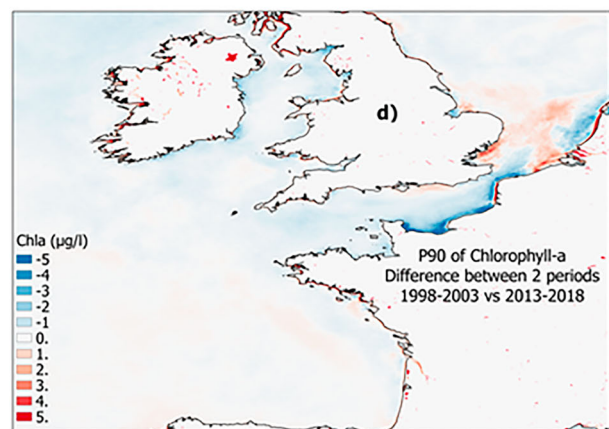 d)
Chla (µg/l)
-5
-4
-3
-2
-1
0.
1.
2.
3.
4.
5.
P90 of Chlorophyll-a
Difference between 2 periods
1998-2003 vs 2013-2018